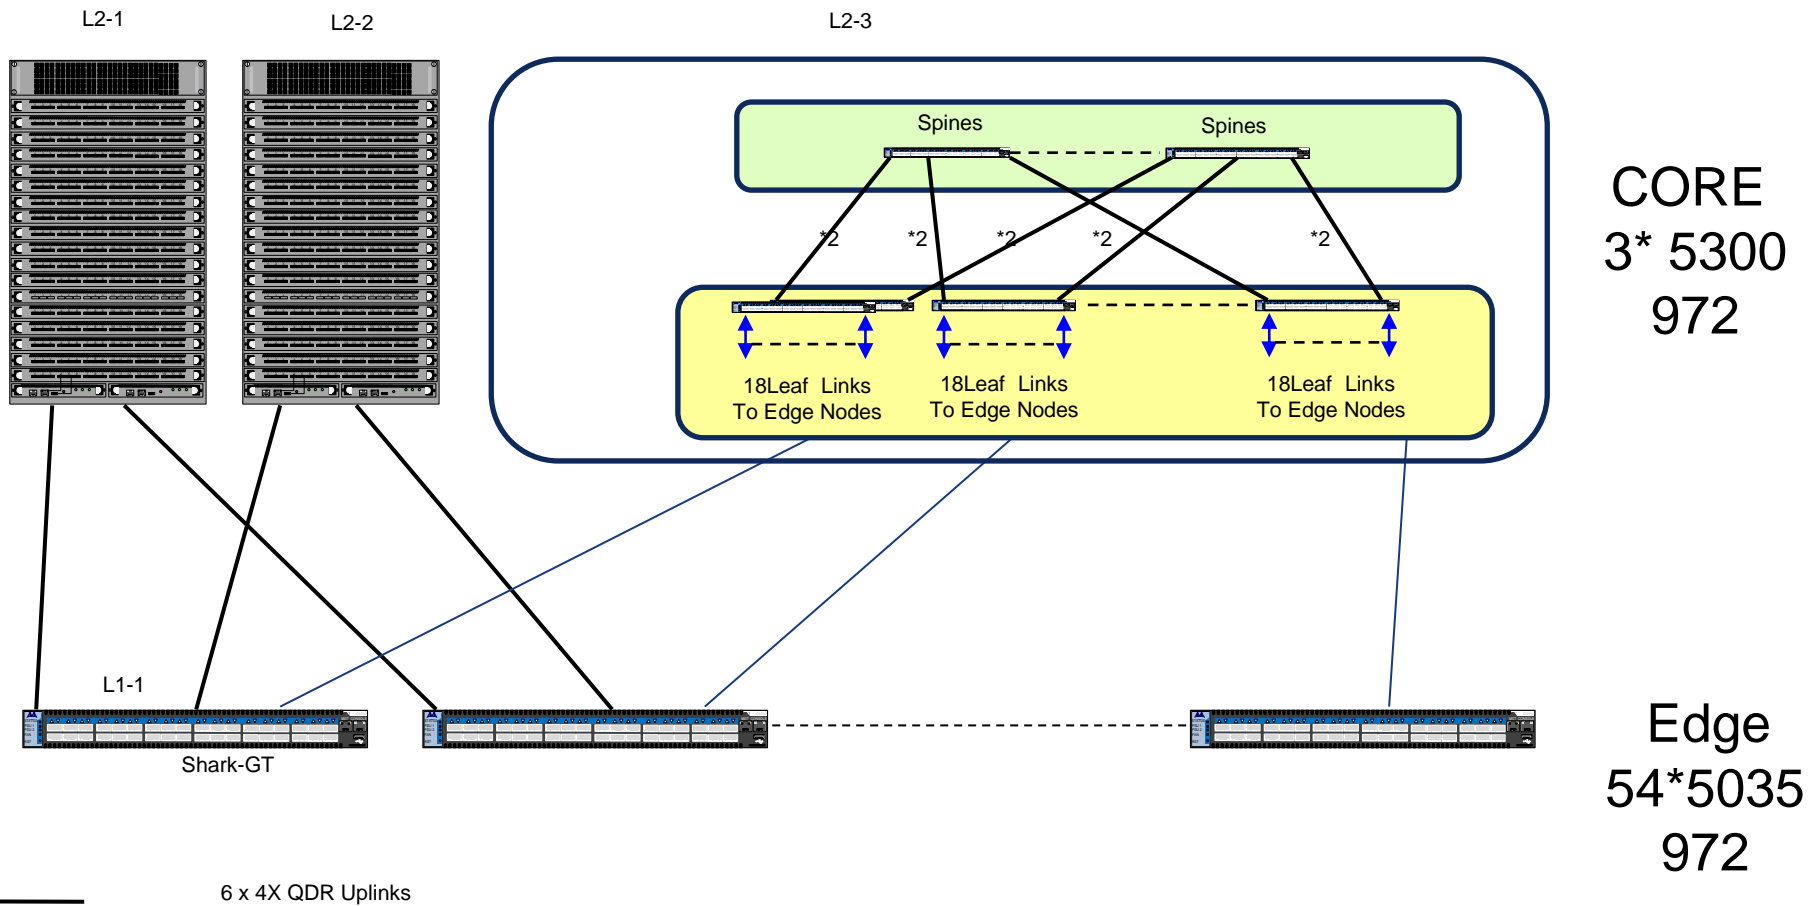 L2-1
L2-2
L2-3
Spines
Spines
CORE
3* 5300
972
*2
*2
*2
*2
*2
18Leaf Links
To Edge Nodes
18Leaf Links
To Edge Nodes
18Leaf Links
To Edge Nodes
L1-1
Shark-GT
Edge
54*5035
972
6 x 4X QDR Uplinks